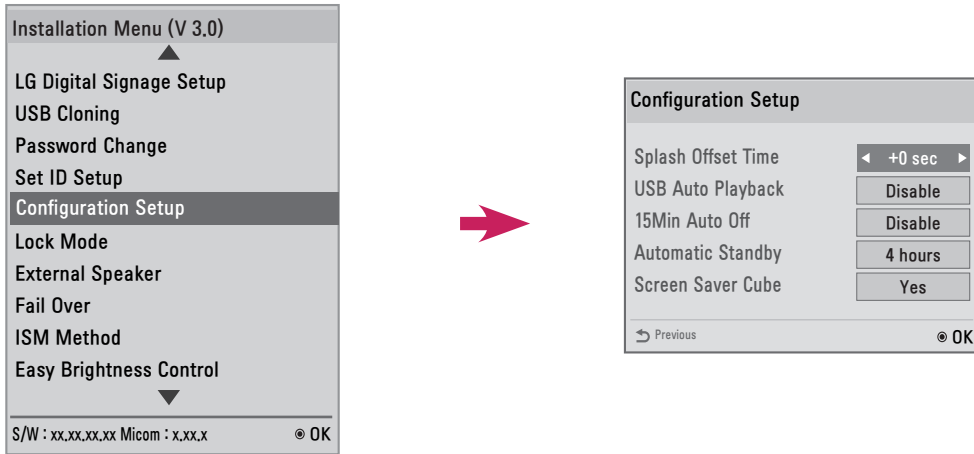 Installation Menu (V 3.0)
LG Digital Signage Setup
USB Cloning
Password Change
Set ID Setup
Configuration Setup
Lock Mode
External Speaker
Fail Over
ISM Method
Easy Brightness Control
S/W : xx.xx.xx.xx Micom : x.xx.x OK
Configuration Setup
Splash Offset Time +0 sec
USB Auto Playback Disable
15Min Auto Off Disable
Automatic Standby 4 hours
Screen Saver Cube Yes
Previous OK